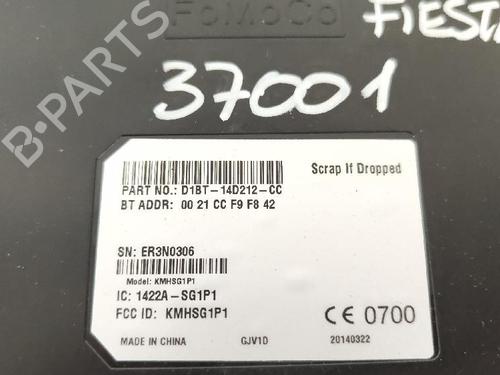 FoMoCo
FIESTA
37001
B-PARTS
Scrap If Dropped
PART NO.: D1BT-14D212-CC
BT ADDR: 00 21 CC F9 F8 42
SN: ER3N0306
Model: KMHSG1P1
IC: 1422A-SG1P1
FCC ID: KMHSG1P1
CE 0700
MADE IN CHINA GJV1D 20140322